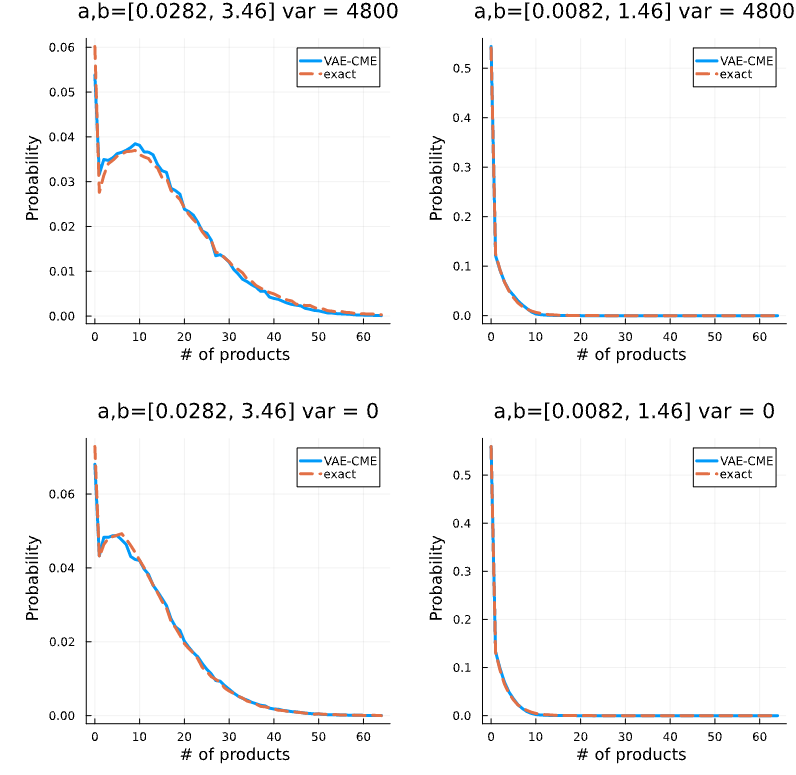 a,b=[0.0282, 3.46] var = 4800
0.06
0.05
0.04
0.03
0.02
0.01
0.00
Probability
VAE-CME
exact
0 10 20 30 40 50 60
# of products
a,b=[0.0082, 1.46] var = 4800
0.5
0.4
0.3
0.2
0.1
0.0
Probability
VAE-CME
exact
0 10 20 30 40 50 60
# of products
a,b=[0.0282, 3.46] var = 0
0.06
0.04
0.02
0.00
Probability
VAE-CME
exact
0 10 20 30 40 50 60
# of products
a,b=[0.0082, 1.46] var = 0
0.5
0.4
0.3
0.2
0.1
0.0
Probability
VAE-CME
exact
0 10 20 30 40 50 60
# of products